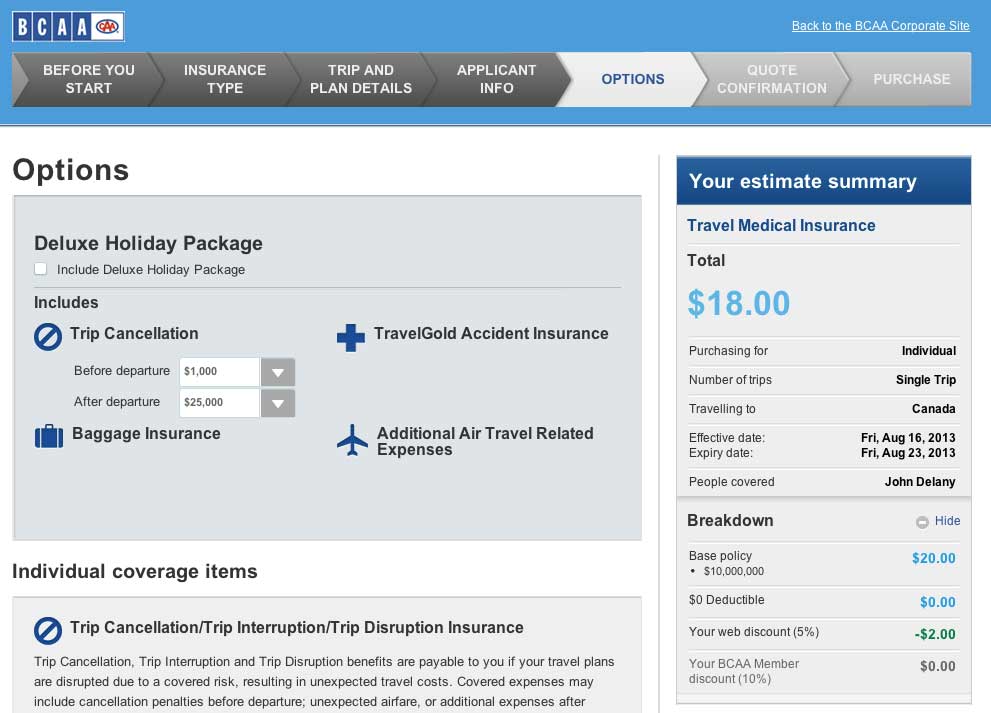 BCAA CAA
Back to the BCAA Corporate Site
BEFORE YOU
START
INSURANCE
TYPE
TRIP AND
PLAN DETAILS
APPLICANT
INFO
OPTIONS
QUOTE
CONFIRMATION
PURCHASE
Options
Deluxe Holiday Package
Include Deluxe Holiday Package
Includes
Trip Cancellation
Before departure $1,000
After departure $25,000
TravelGold Accident Insurance
Baggage Insurance
Additional Air Travel Related
Expenses
Individual coverage items
Trip Cancellation/Trip Interruption/Trip Disruption Insurance
Trip Cancellation, Trip Interruption and Trip Disruption benefits are payable to you if your travel plans
are disrupted due to a covered risk, resulting in unexpected travel costs. Covered expenses may
include cancellation penalties before departure; unexpected airfare, or additional expenses after
Your estimate summary
Travel Medical Insurance
Total
$18.00
Purchasing for Individual
Number of trips Single Trip
Travelling to Canada
Effective date: Fri, Aug 16, 2013
Expiry date: Fri, Aug 23, 2013
People covered John Delany
Breakdown Hide
Base policy $20.00
• $10,000,000
$0 Deductible $0.00
Your web discount (5%) -$2.00
Your BCAA Member $0.00
discount (10%)